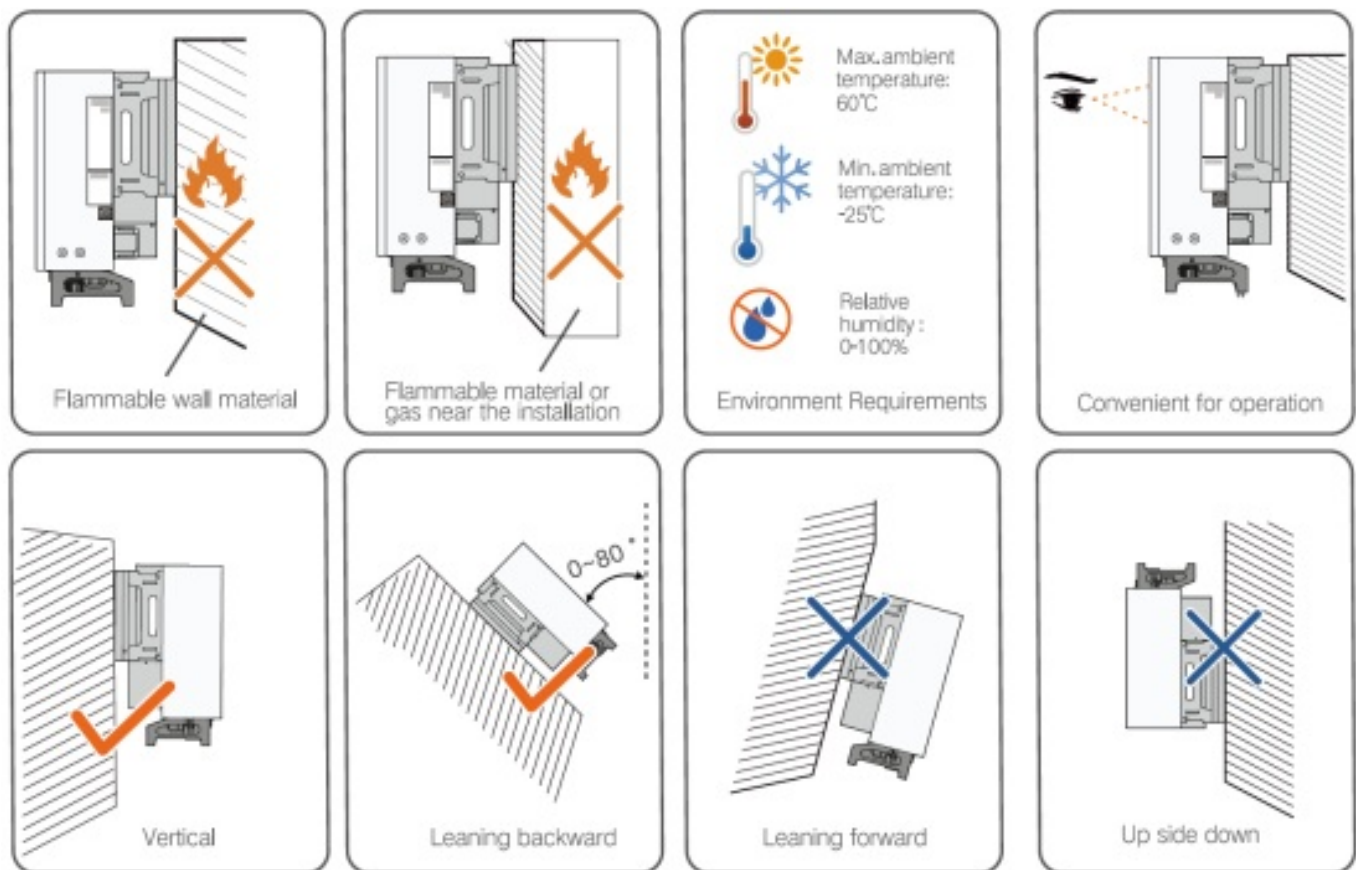 Flammable wall material
Flammable material or
gas near the installation
Max. ambient
temperature:
60℃
Min. ambient
temperature:
-25℃
Relative
humidity :
0-100%
Environment Requirements
Convenient for operation
Vertical
0~80 °
Leaning backward
Leaning forward
Up side down